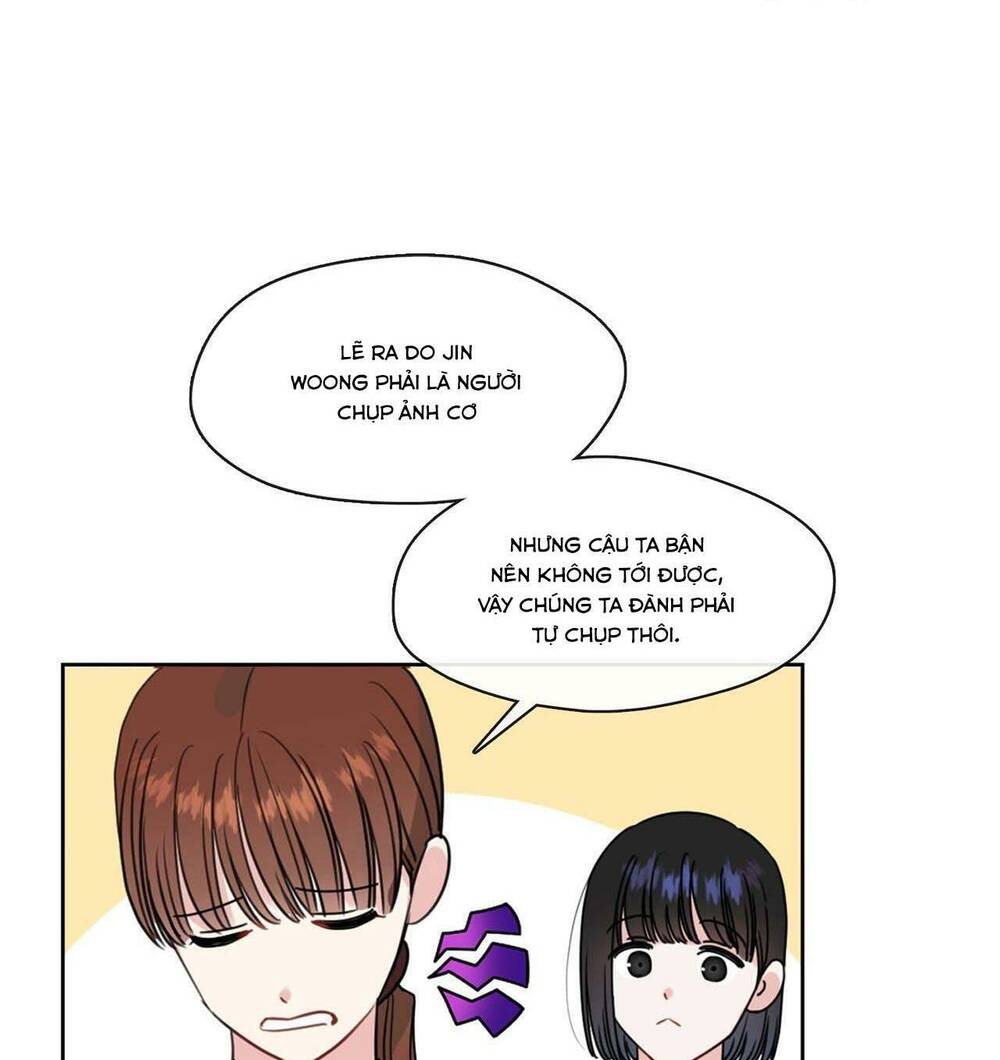 LẼ RA DO JIN
WOONG PHẢI LÀ NGƯỜI
CHỤP ẢNH CƠ
NHƯNG CẬU TA BẬN
NÊN KHÔNG TỚI ĐƯỢC,
VẬY CHÚNG TA ĐÀNH PHẢI
TỰ CHỤP THÔI.